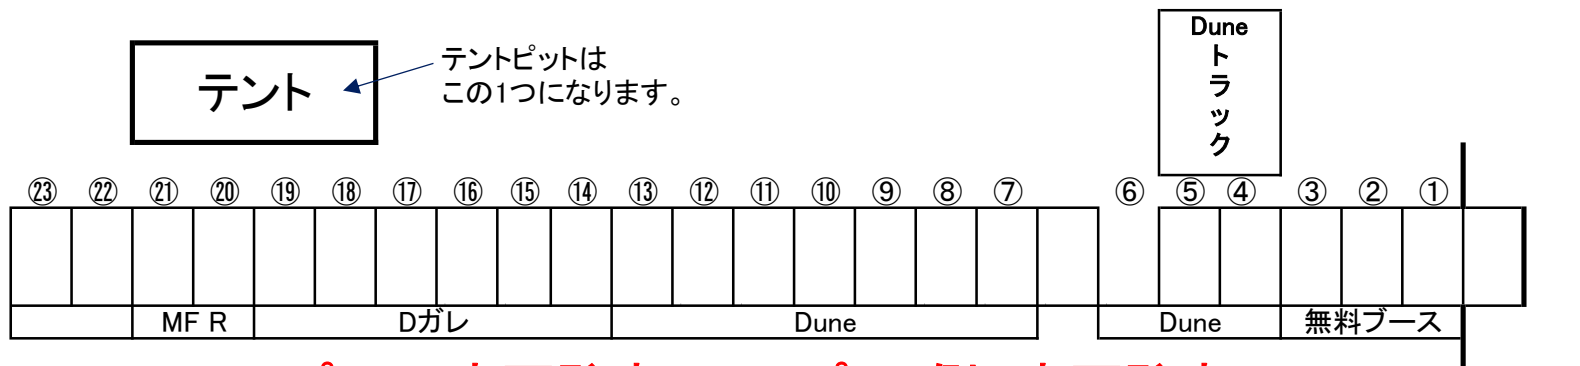 Dune
トラック
テント
テントピットは
この1つになります。
㉓ ㉒ ㉑ ⑳ ⑲ ⑱ ⑰ ⑯ ⑮ ⑭ ⑬ ⑫ ⑪ ⑩ ⑨ ⑧ ⑦ ⑥ ⑤ ④ ③ ② ①
MF R Dガレ Dune Dune 無料ブース